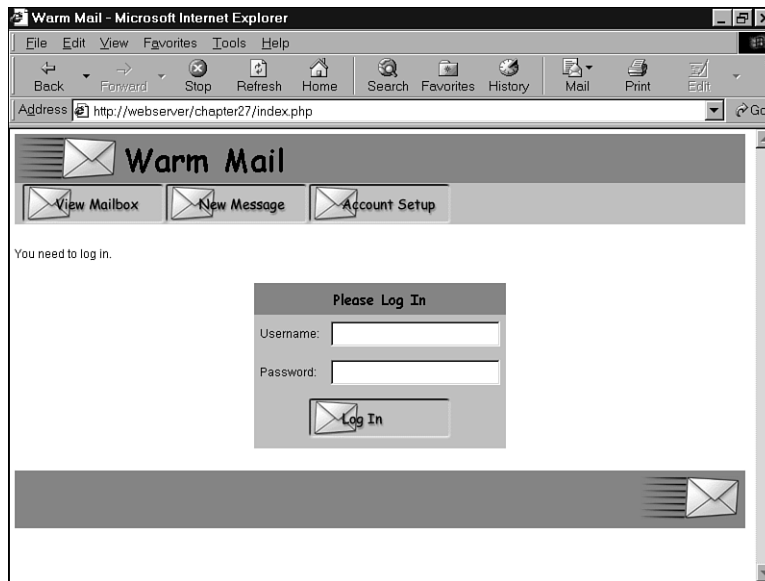 Warm Mail - Microsoft Internet Explorer
File Edit View Favorites Tools Help
Back Forward Stop Refresh Home Search Favorites History Mail Print Edit
Address http://webserver/chapter27/index.php Go
Warm Mail
View Mailbox New Message Account Setup
You need to log in.
Please Log In
Username:
Password:
Log In